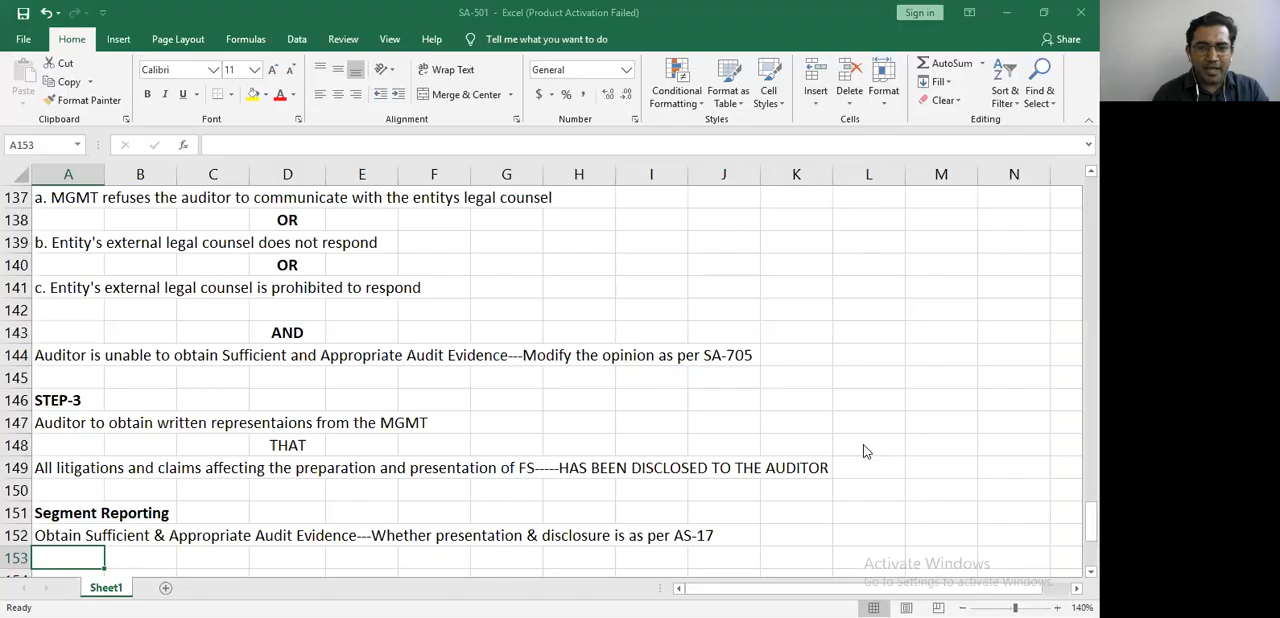 SA-501 - Excel (Product Activation Failed)
Sign in
File Home Insert Page Layout Formulas Data Review View Help Tell me what you want to do Share
Paste
Cut
Copy
Format Painter
Clipboard
Calibri 11
B I U
Font
Wrap Text
Merge & Center
Alignment
General
$ % ,
Number
Conditional Formatting
Format as Table
Cell Styles
Styles
Insert Delete Format
Cells
AutoSum
Fill
Clear
Sort & Filter
Find & Select
Editing
A153
fx
A B C D E F G H I J K L M N
137 a. MGMT refuses the auditor to communicate with the entitys legal counsel
138 OR
139 b. Entity's external legal counsel does not respond
140 OR
141 c. Entity's external legal counsel is prohibited to respond
142
143 AND
144 Auditor is unable to obtain Sufficient and Appropriate Audit Evidence---Modify the opinion as per SA-705
145
146 STEP-3
147 Auditor to obtain written representaions from the MGMT
148 THAT
149 All litigations and claims affecting the preparation and presentation of FS-----HAS BEEN DISCLOSED TO THE AUDITOR
150
151 Segment Reporting
152 Obtain Sufficient & Appropriate Audit Evidence---Whether presentation & disclosure is as per AS-17
153
Activate Windows
Go to Settings to activate Windows.
Sheet1
Ready
140%